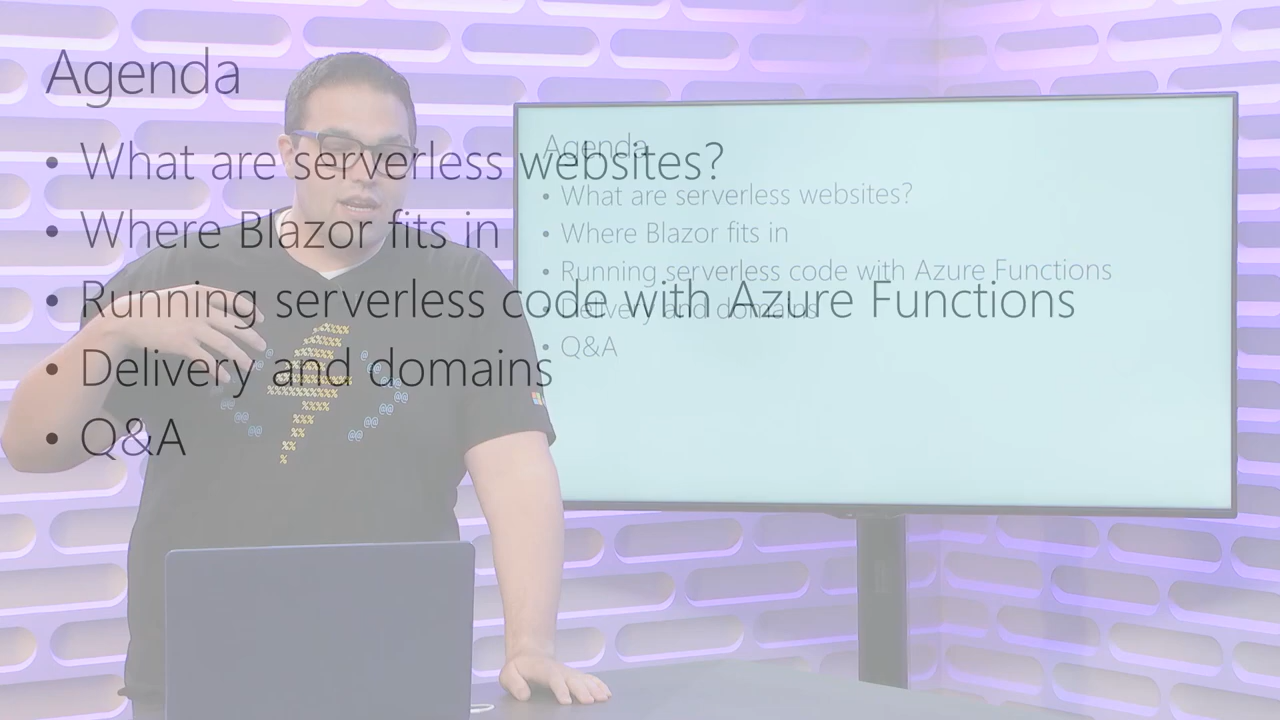 Agenda
• What are serverless websites?
• Where Blazor fits in
• Running serverless code with Azure Functions
• Delivery and domains
• Q&A
Agenda
• What are serverless websites?
• Where Blazor fits in
• Running serverless code with Azure Functions
• Delivery and domains
• Q&A